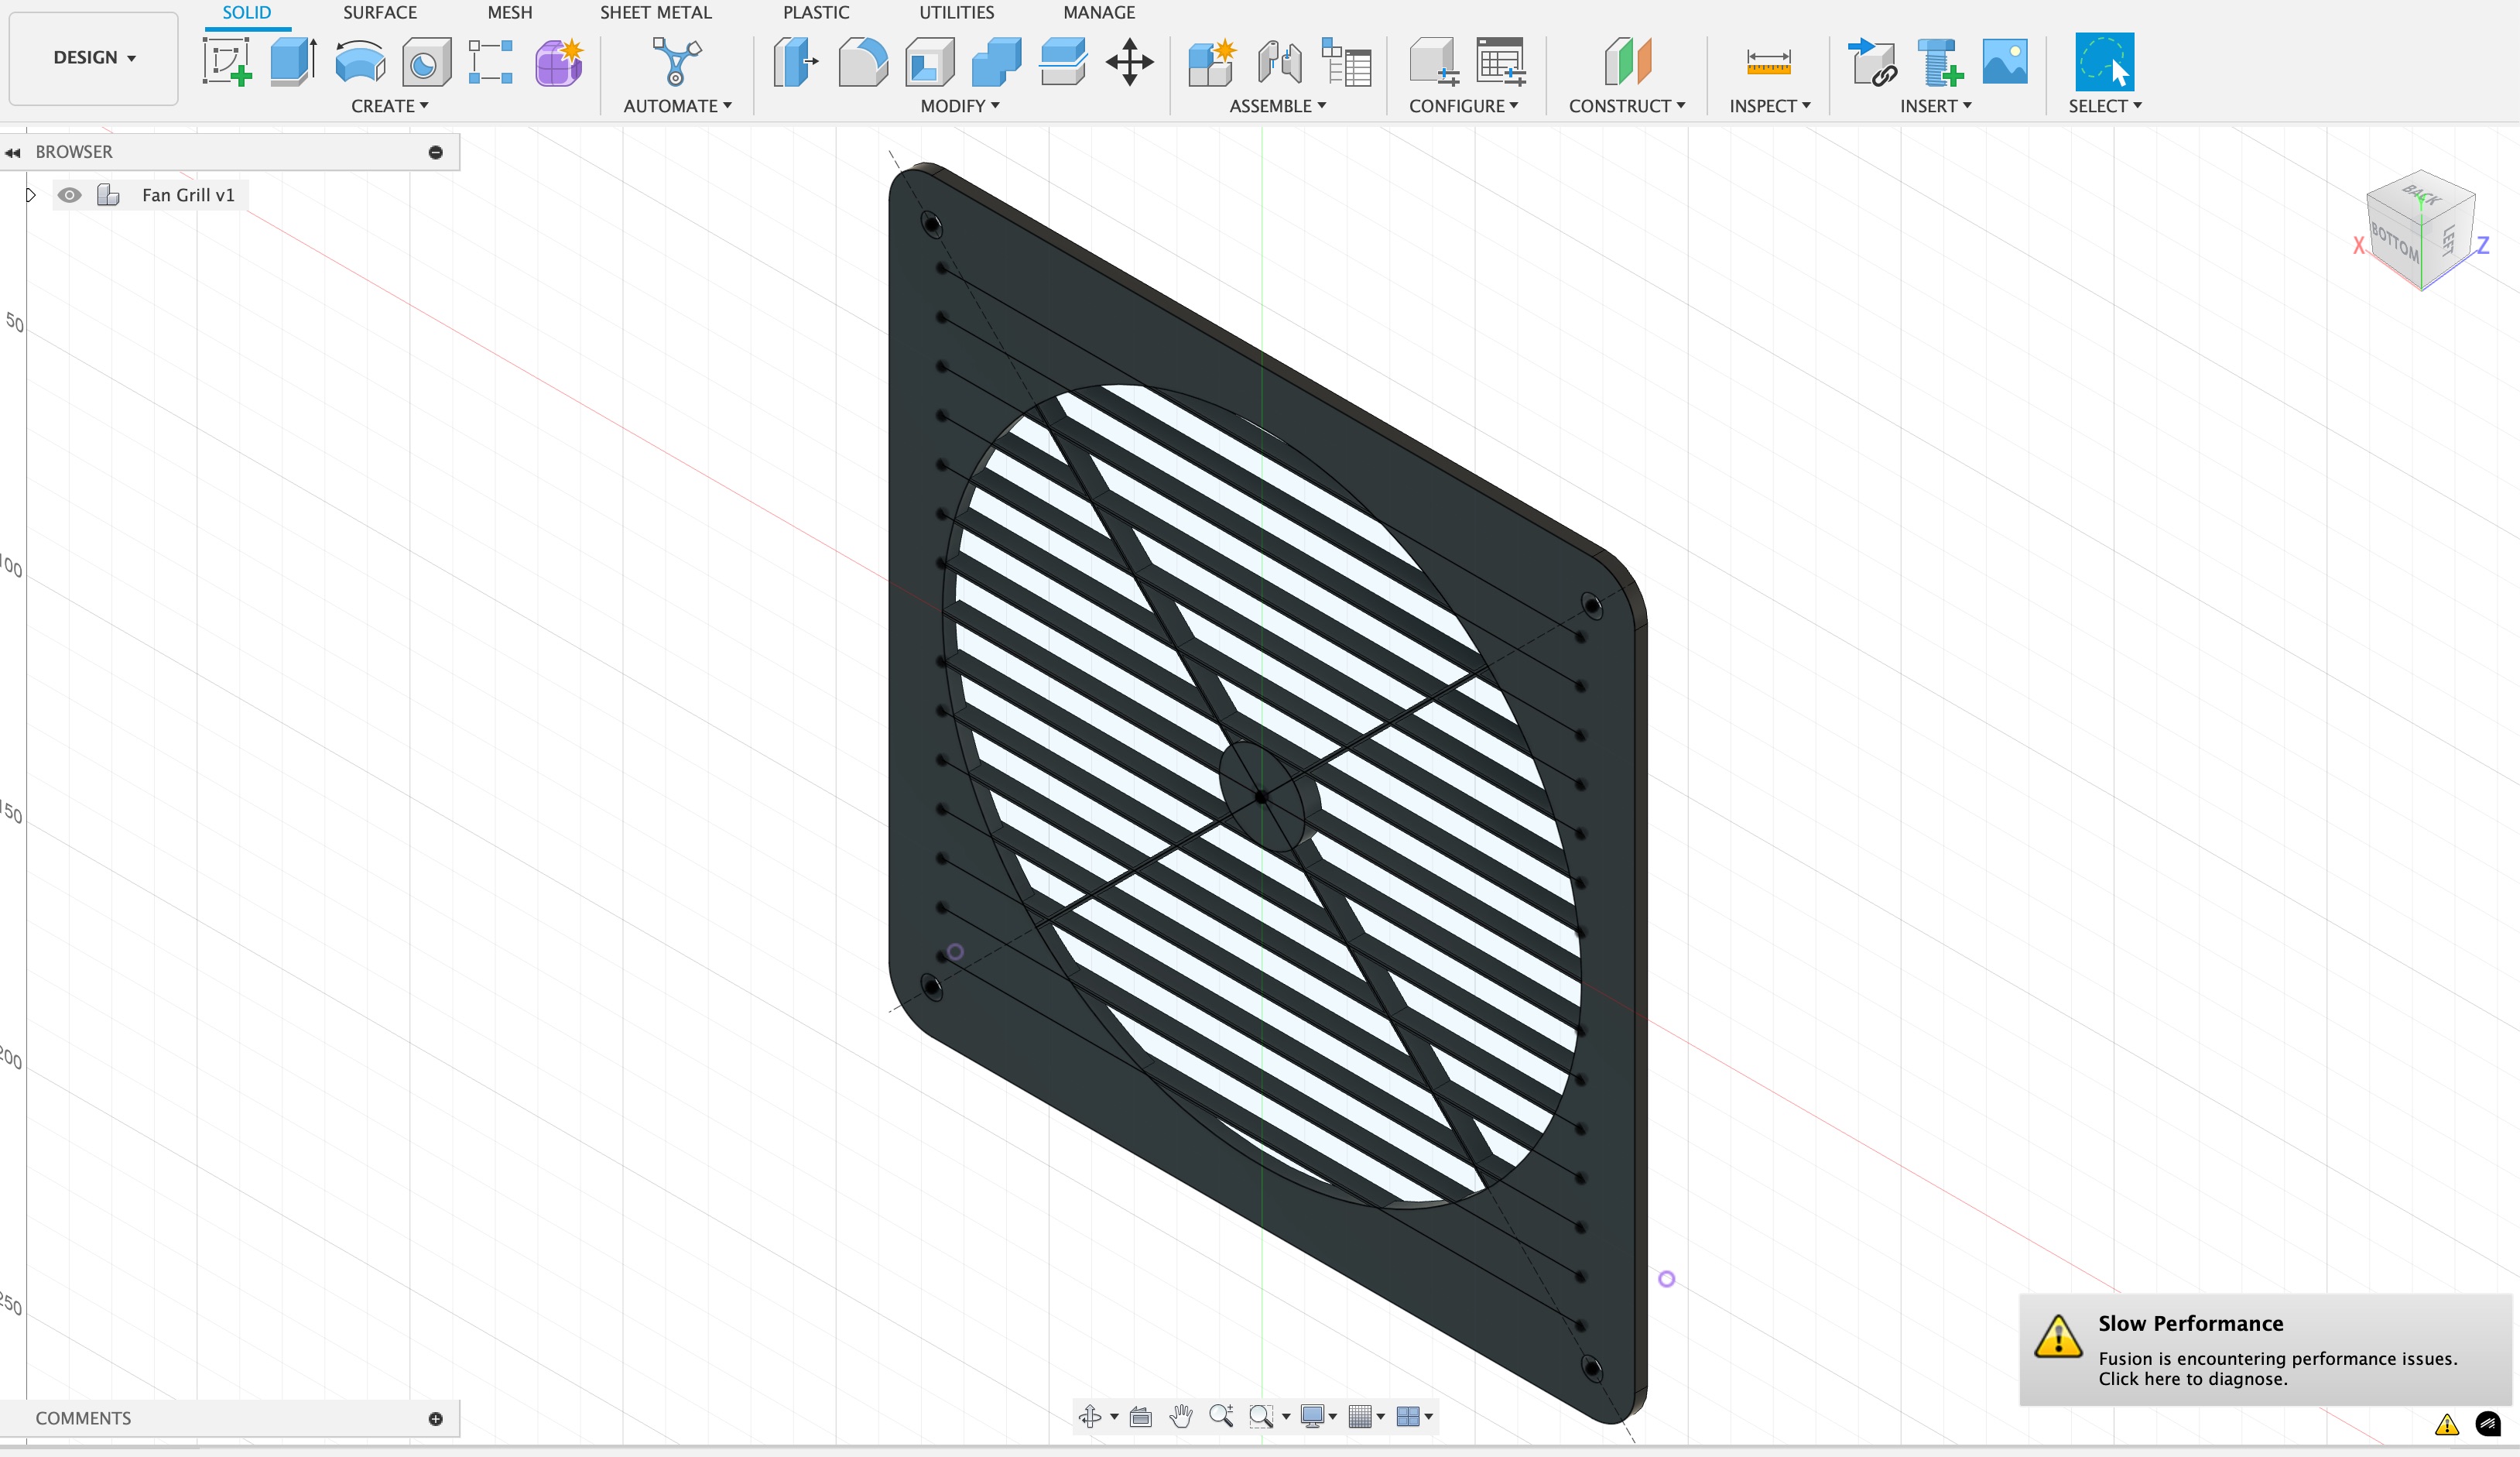 SOLID SURFACE MESH SHEET METAL PLASTIC UTILITIES MANAGE
DESIGN
CREATE AUTOMATE MODIFY ASSEMBLE CONFIGURE CONSTRUCT INSPECT INSERT SELECT
BROWSER
Fan Grill v1
BACK
BOTTOM
LEFT
X
Z
50
100
150
200
250
Slow Performance
Fusion is encountering performance issues.
Click here to diagnose.
COMMENTS